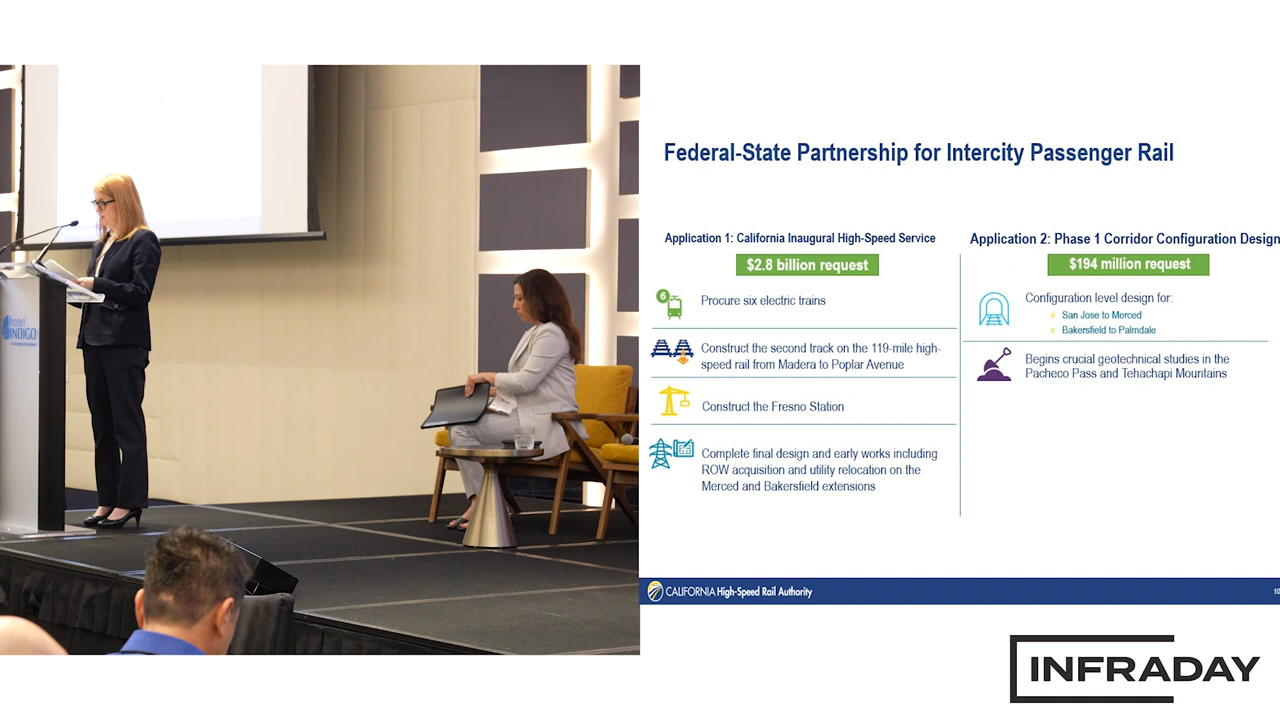 hotel
INDIGO
Federal-State Partnership for Intercity Passenger Rail
Application 1: California Inaugural High-Speed Service
$2.8 billion request
6
Procure six electric trains
Construct the second track on the 119-mile high-
speed rail from Madera to Poplar Avenue
Construct the Fresno Station
Complete final design and early works including
ROW acquisition and utility relocation on the
Merced and Bakersfield extensions
Application 2: Phase 1 Corridor Configuration Design
$194 million request
Configuration level design for:
» San Jose to Merced
» Bakersfield to Palmdale
Begins crucial geotechnical studies in the
Pacheco Pass and Tehachapi Mountains
CALIFORNIA High-Speed Rail Authority
10
INFRADAY